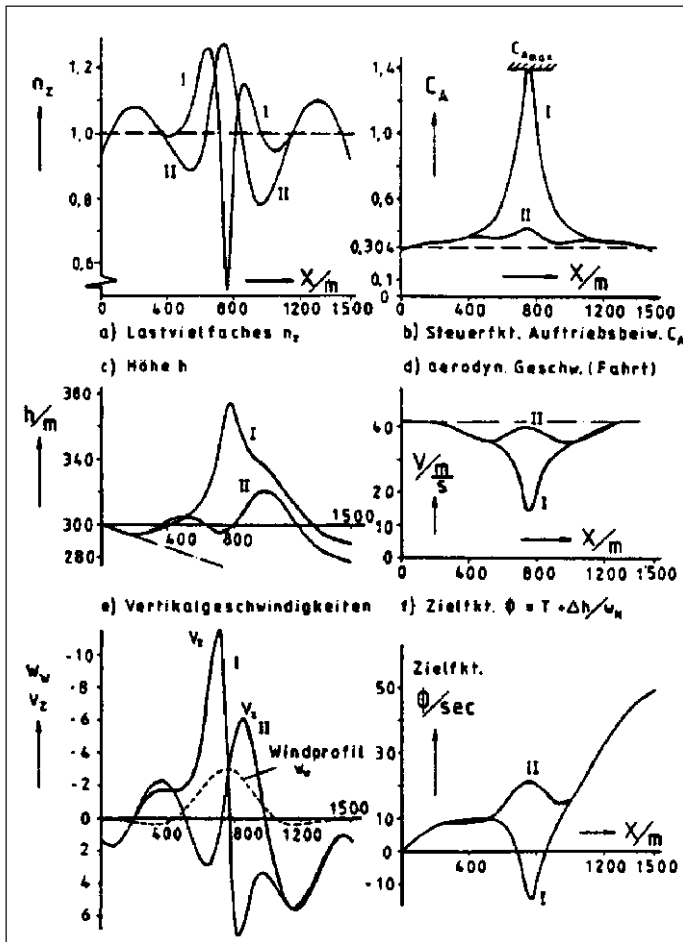 1,2
n_z
1,0
0,8
0,6
I
I
II
II
X/m
0
400
800
1500
a) Lastvielfaches n_z
C_Amax
1,4
C_A
1,0
0,6
0,304
0,1
0
I
II
X/m
0
400
800
1200
1500
b) Steuerfkt. Auftriebsbeiw. C_A
c) Höhe h
360
h/m
340
300
280
I
II
400
800
1500
d) aerodyn. Geschw. (Fahrt)
40
V/m/s
20
0
II
I
X/m
0
400
800
1200
1500
e) Vertikalgeschwindigkeiten
-10
w_w
V_z
-8
-6
-4
-2
0
2
4
6
V_z
I
V_z
II
Windprofil
w_w
400
800
1200
1500
f) Zielfkt. Φ = T + Δh/w_N
Zielfkt.
Φ/sec
50
30
10
0
-10
II
I
X/m
400
800
1200
1500